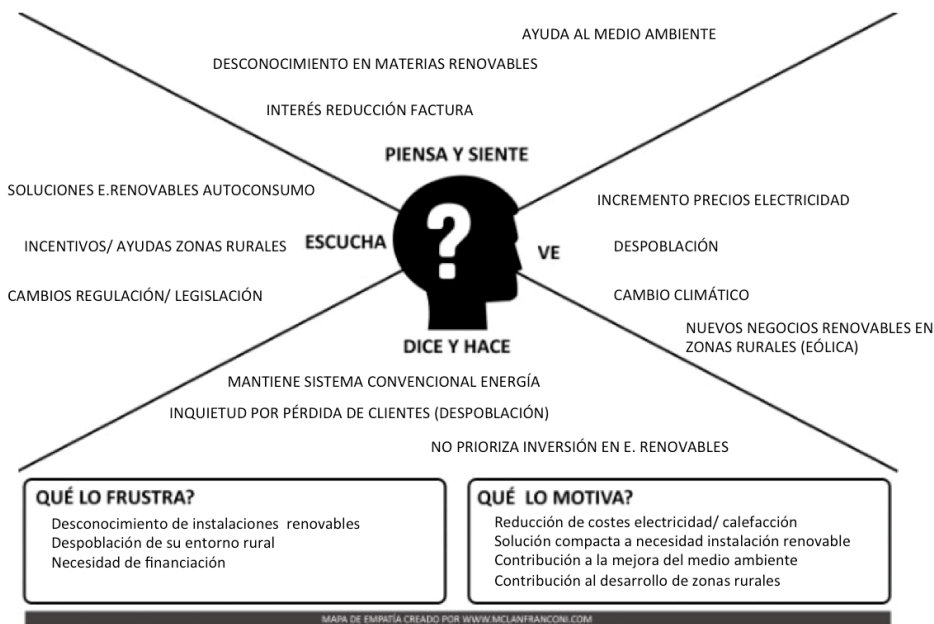 AYUDA AL MEDIO AMBIENTE
DESCONOCIMIENTO EN MATERIAS RENOVABLES
INTERÉS REDUCCIÓN FACTURA
PIENSA Y SIENTE
SOLUCIONES E.RENOVABLES AUTOCONSUMO
INCENTIVOS/ AYUDAS ZONAS RURALES
CAMBIOS REGULACIÓN/ LEGISLACIÓN
ESCUCHA
?
VE
INCREMENTO PRECIOS ELECTRICIDAD
DESPOBLACIÓN
CAMBIO CLIMÁTICO
NUEVOS NEGOCIOS RENOVABLES EN
ZONAS RURALES (EÓLICA)
DICE Y HACE
MANTIENE SISTEMA CONVENCIONAL ENERGÍA
INQUIETUD POR PÉRDIDA DE CLIENTES (DESPOBLACIÓN)
NO PRIORIZA INVERSIÓN EN E. RENOVABLES
QUÉ LO FRUSTRA?
Desconocimiento de instalaciones renovables
Despoblación de su entorno rural
Necesidad de financiación
QUÉ LO MOTIVA?
Reducción de costes electricidad/ calefacción
Solución compacta a necesidad instalación renovable
Contribución a la mejora del medio ambiente
Contribución al desarrollo de zonas rurales
MAPA DE EMPATÍA CREADO POR WWW.MCLANFRANCONI.COM